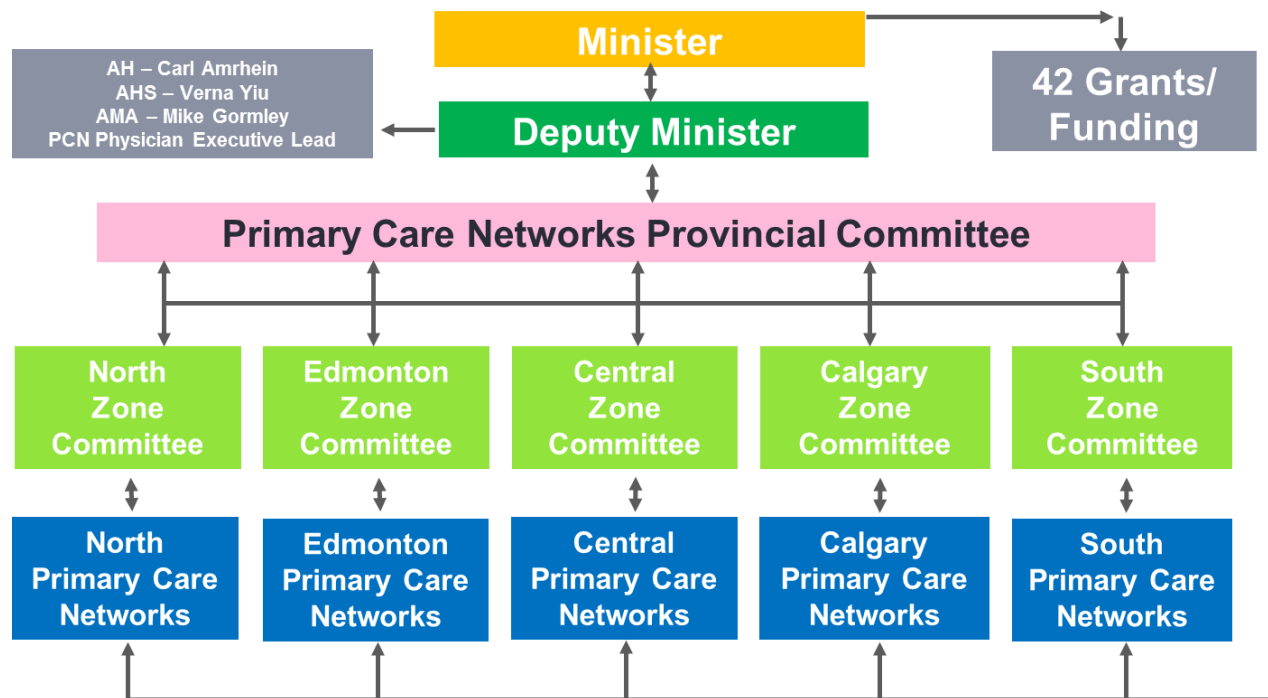 Minister
AH – Carl Amrhein
AHS – Verna Yiu
AMA – Mike Gormley
PCN Physician Executive Lead
42 Grants/
Funding
Deputy Minister
Primary Care Networks Provincial Committee
North
Zone
Committee
Edmonton
Zone
Committee
Central
Zone
Committee
Calgary
Zone
Committee
South
Zone
Committee
North
Primary Care
Networks
Edmonton
Primary Care
Networks
Central
Primary Care
Networks
Calgary
Primary Care
Networks
South
Primary Care
Networks